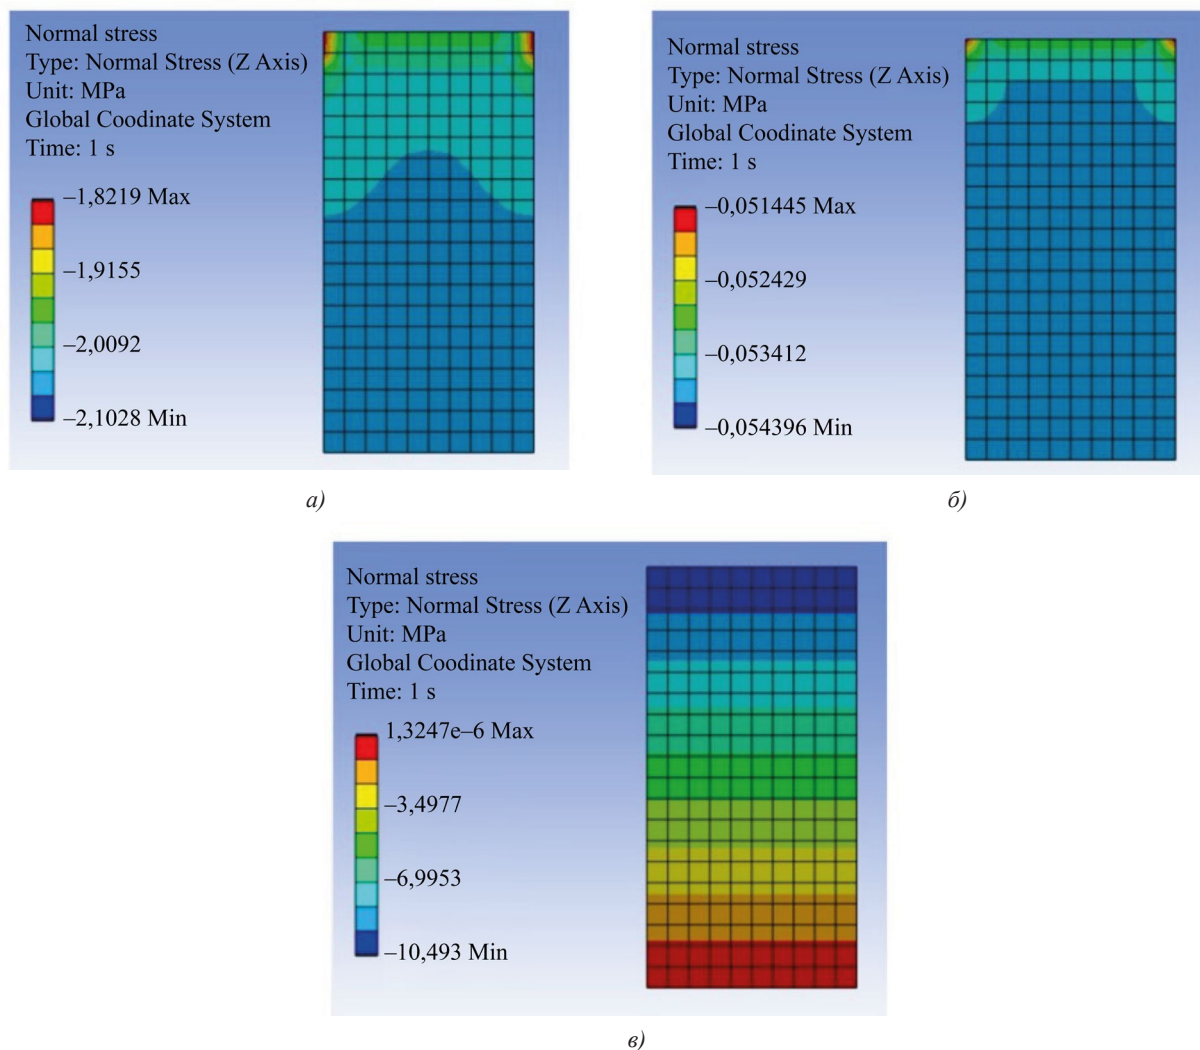 Normal stress
Type: Normal Stress (Z Axis)
Unit: MPa
Global Coodinate System
Time: 1 s
–1,8219 Max
–1,9155
–2,0092
–2,1028 Min
а)
Normal stress
Type: Normal Stress (Z Axis)
Unit: MPa
Global Coodinate System
Time: 1 s
–0,051445 Max
–0,052429
–0,053412
–0,054396 Min
б)
Normal stress
Type: Normal Stress (Z Axis)
Unit: MPa
Global Coodinate System
Time: 1 s
1,3247e–6 Max
–3,4977
–6,9953
–10,493 Min
в)